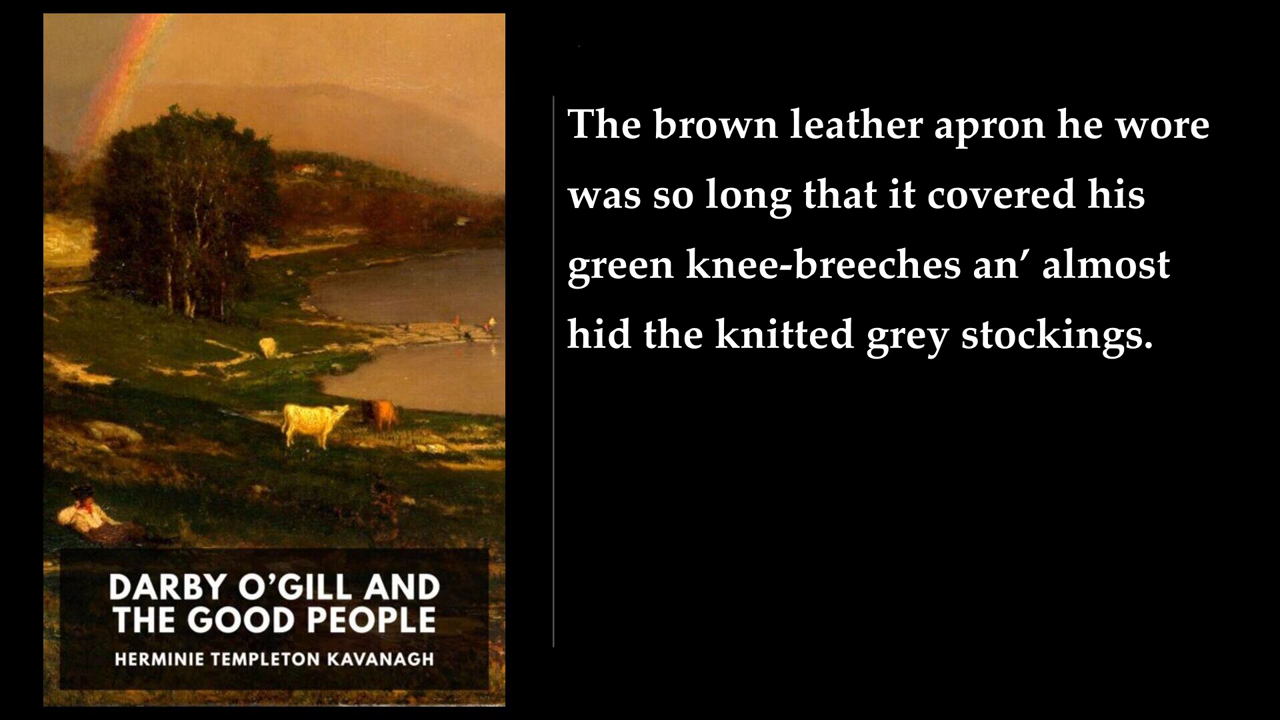 The brown leather apron he wore
was so long that it covered his
green knee-breeches an’ almost
hid the knitted grey stockings.
DARBY O’GILL AND
THE GOOD PEOPLE
HERMINIE TEMPLETON KAVANAGH